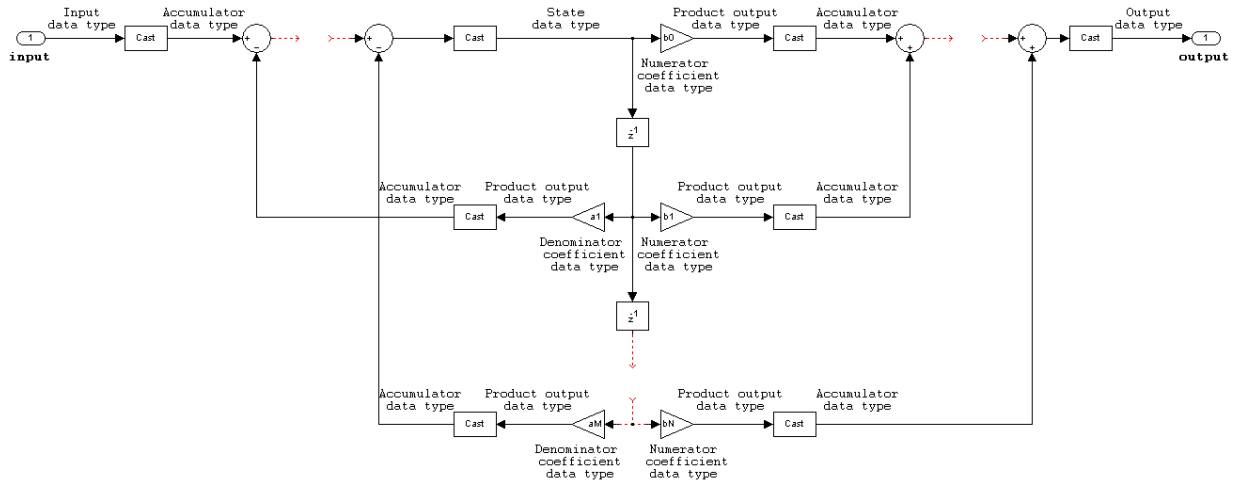 Input
data type
Accumulator
data type
State
data type
Product output
data type
Accumulator
data type
Output
data type
1
Cast
+
−
+
−
Cast
b0
Cast
+
+
+
+
Cast
1
input
output
Numerator
coefficient
data type
z-1
Accumulator
data type
Product output
data type
Product output
data type
Accumulator
data type
Cast
a1
b1
Cast
Denominator
coefficient
data type
Numerator
coefficient
data type
z-1
Accumulator
data type
Product output
data type
Product output
data type
Accumulator
data type
Cast
aM
bN
Cast
Denominator
coefficient
data type
Numerator
coefficient
data type